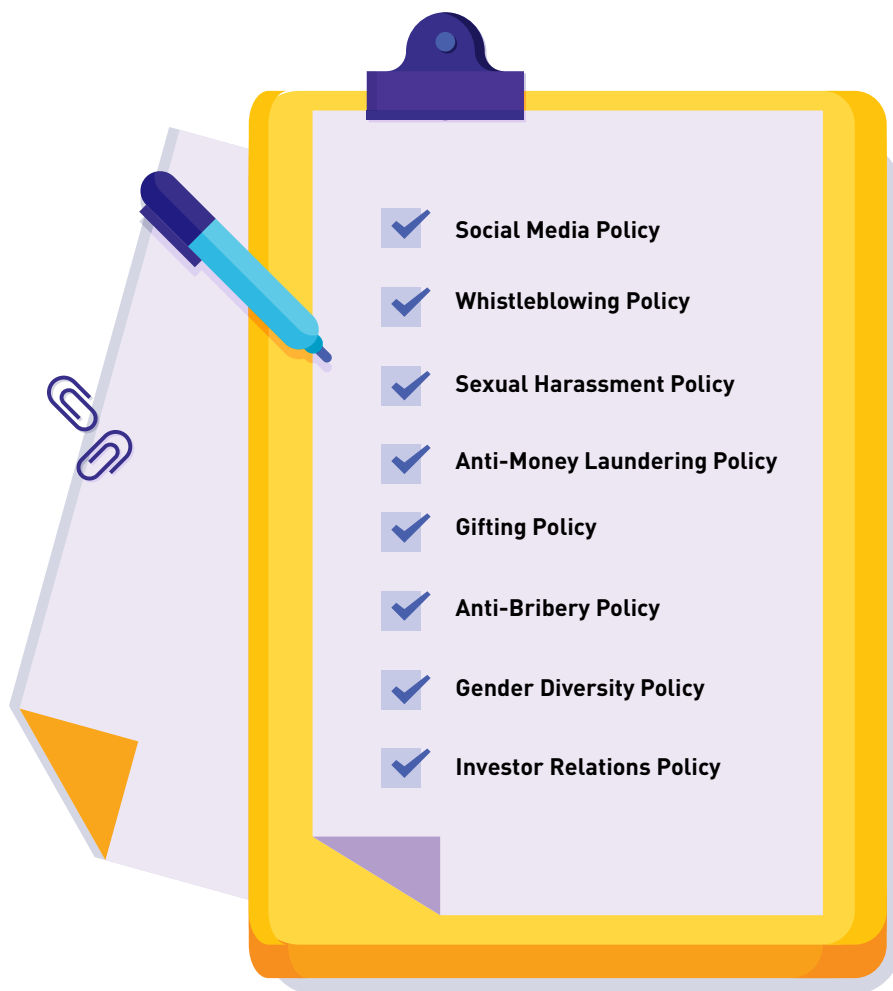 Social Media Policy
Whistleblowing Policy
Sexual Harassment Policy
Anti-Money Laundering Policy
Gifting Policy
Anti-Bribery Policy
Gender Diversity Policy
Investor Relations Policy